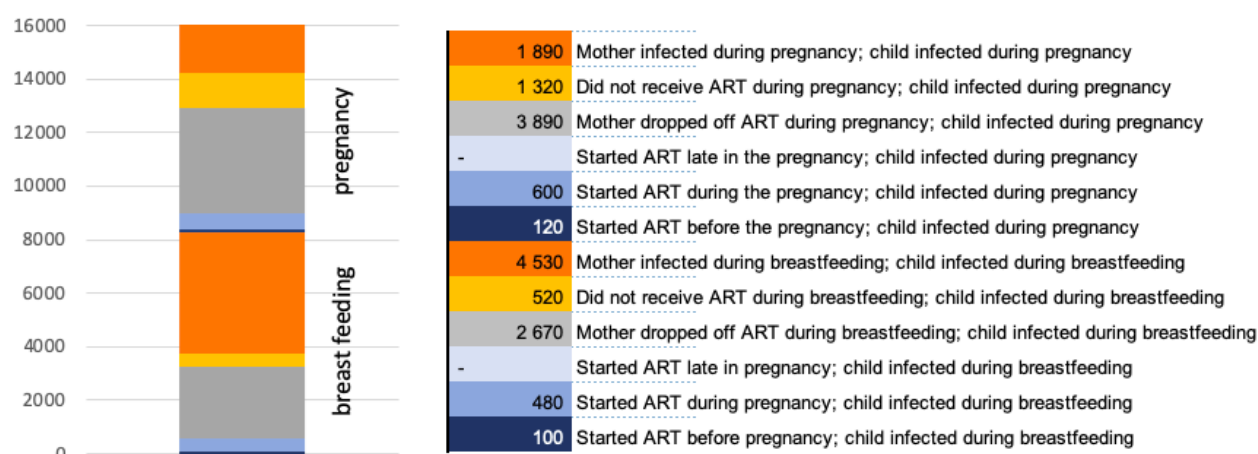 16000
14000
12000
10000
8000
6000
4000
2000
0
pregnancy
breast feeding
1 890 Mother infected during pregnancy; child infected during pregnancy
1 320 Did not receive ART during pregnancy; child infected during pregnancy
3 890 Mother dropped off ART during pregnancy; child infected during pregnancy
- Started ART late in the pregnancy; child infected during pregnancy
600 Started ART during the pregnancy; child infected during pregnancy
120 Started ART before the pregnancy; child infected during pregnancy
4 530 Mother infected during breastfeeding; child infected during breastfeeding
520 Did not receive ART during breastfeeding; child infected during breastfeeding
2 670 Mother dropped off ART during breastfeeding; child infected during breastfeeding
- Started ART late in pregnancy; child infected during breastfeeding
480 Started ART during pregnancy; child infected during breastfeeding
100 Started ART before pregnancy; child infected during breastfeeding